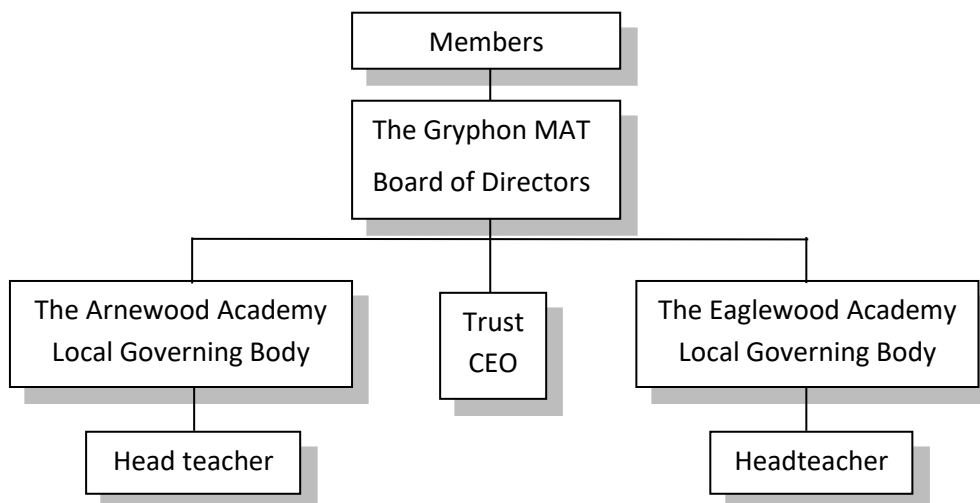 Members
The Gryphon MAT
Board of Directors
The Arnewood Academy
Local Governing Body
Trust
CEO
The Eaglewood Academy
Local Governing Body
Head teacher
Headteacher